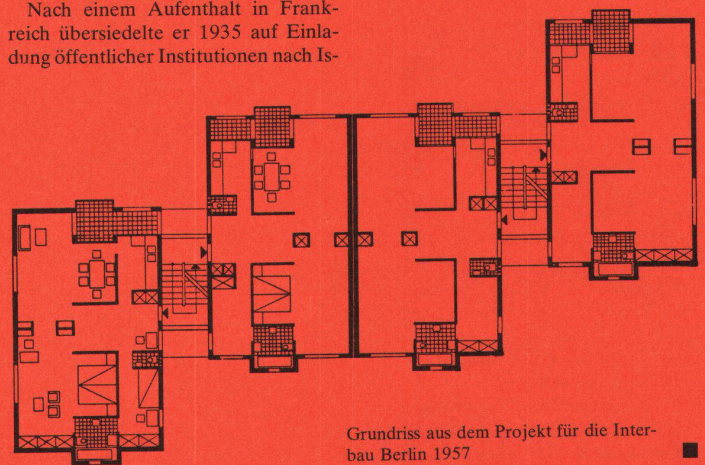 Nach einem Aufenthalt in Frank-
reich übersiedelte er 1935 auf Einla-
dung öffentlicher Institutionen nach Is-
Grundriss aus dem Projekt für die Inter-
bau Berlin 1957